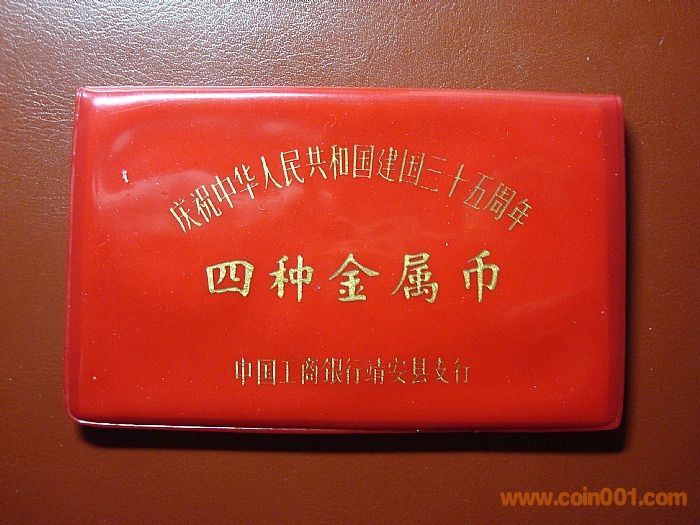 庆祝中华人民共和国建国三十五周年
四种金属币
中国工商银行靖安县支行
www.coin001.com